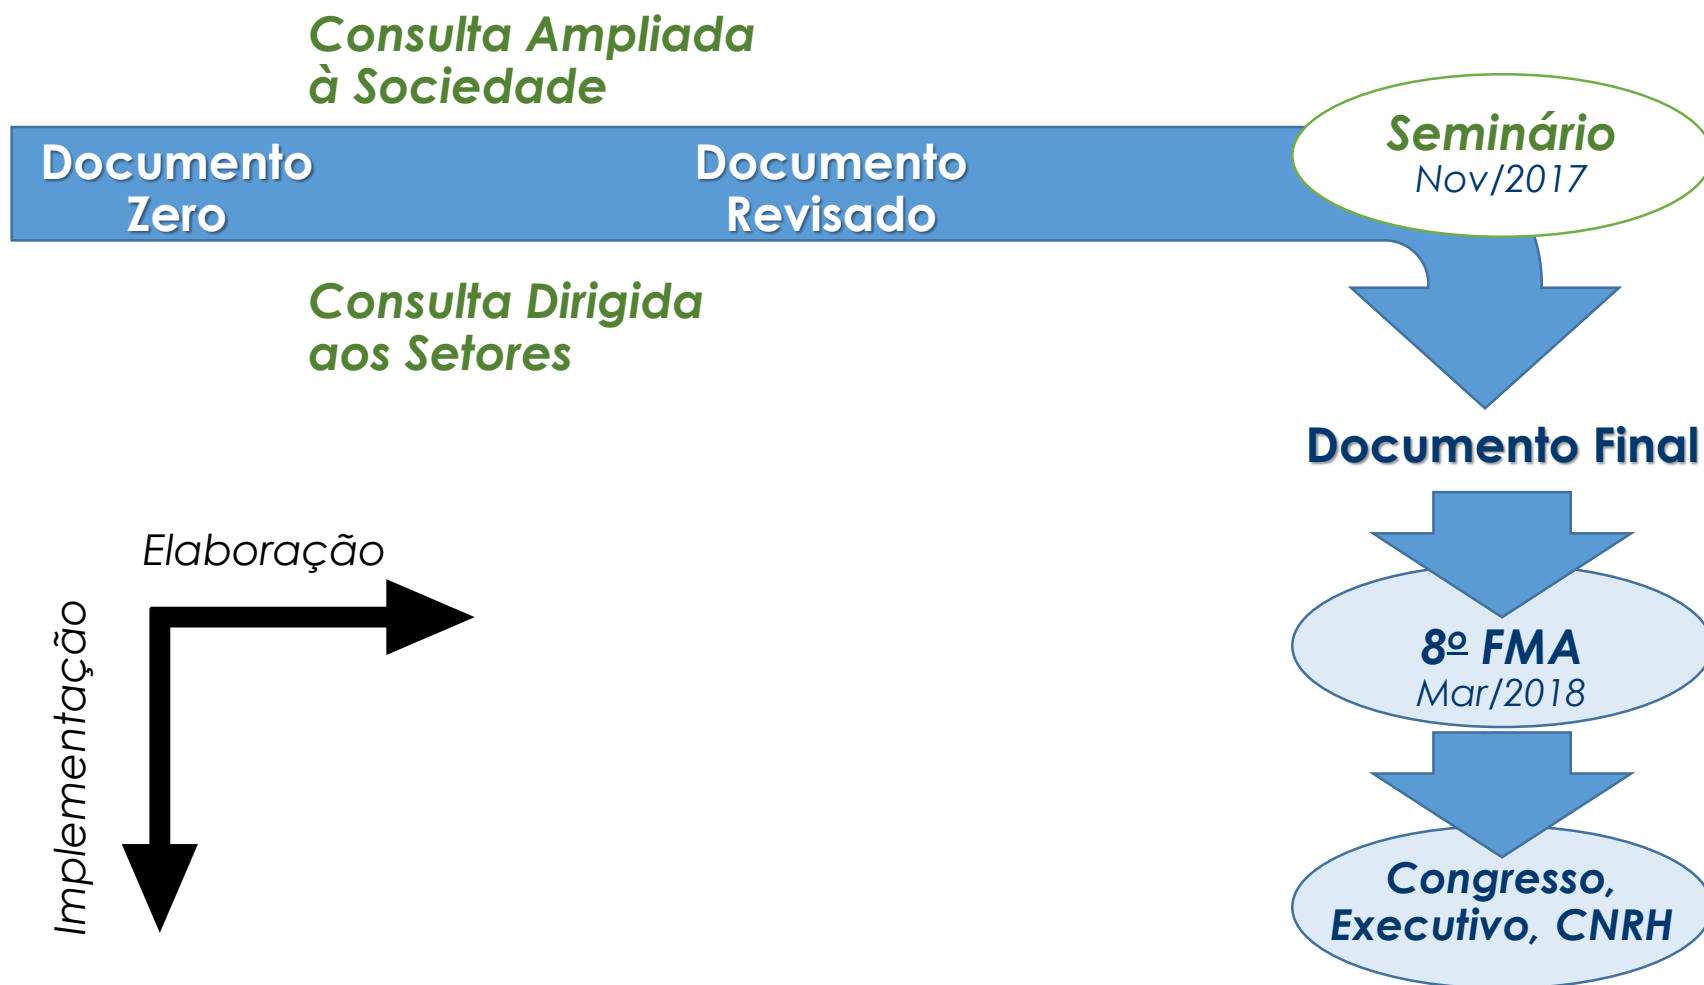 Consulta Ampliada
à Sociedade
Documento
Zero
Documento
Revisado
Seminário
Nov/2017
Consulta Dirigida
aos Setores
Documento Final
Elaboração
Implementação
8º FMA
Mar/2018
Congresso,
Executivo, CNRH